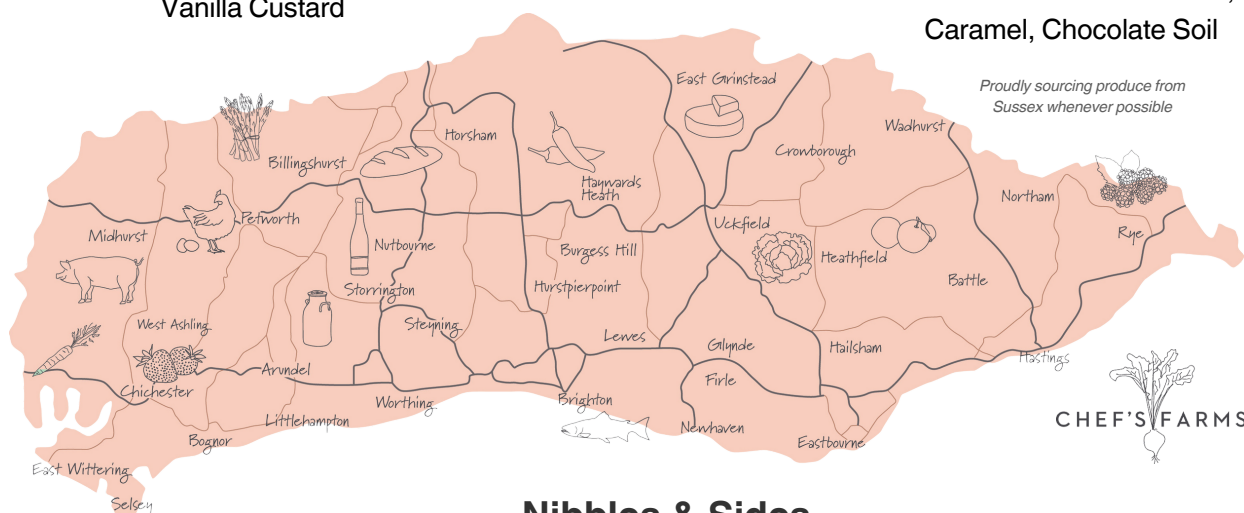 Vanilla Custard
Caramel, Chocolate Soil
Proudly sourcing produce from
Sussex whenever possible
East Grinstead
Wadhurst
Horsham
Crowborough
Billingshurst
Haywards
Heath
Northam
Petworth
Midhurst
Uckfield
Rye
Nutbourne
Burgess Hill
Heathfield
Battle
Storrington
Hurstpierpoint
West Ashling
Steyning
Lewes
Glynde
Hailsham
Hastings
Arundel
Firle
Chichester
Worthing
Brighton
CHEF'S FARMS
Littlehampton
Newhaven
Bognor
Eastbourne
East Wittering
Selsey
Nibbles & Sides